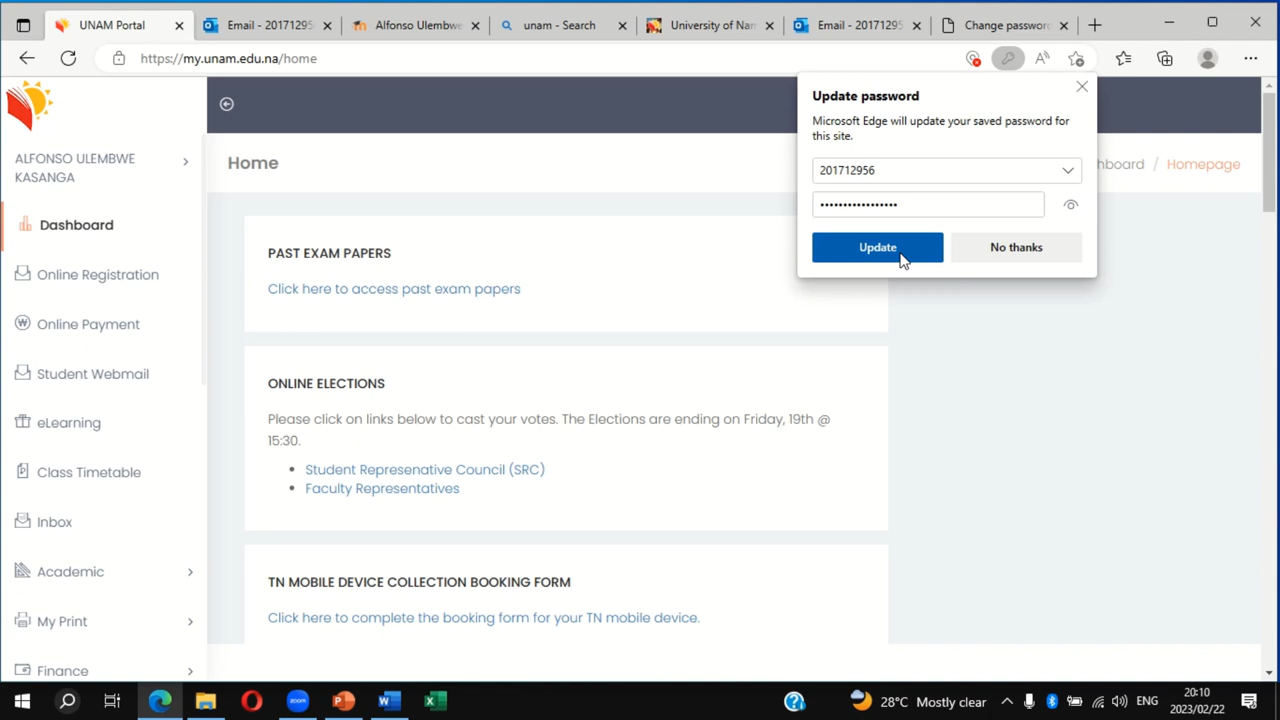 UNAM Portal
Email - 20171295
Alfonso Ulembwe
unam - Search
University of Nam
Email - 2017129
Change password
https://my.unam.edu.na/home
Update password
Microsoft Edge will update your saved password for
this site.
201712956
•••••••••••••••••
Update
No thanks
ALFONSO ULEMBWE
KASANGA
Dashboard
Online Registration
Online Payment
Student Webmail
eLearning
Class Timetable
Inbox
Academic
My Print
Finance
Home
hboard / Homepage
PAST EXAM PAPERS
Click here to access past exam papers
ONLINE ELECTIONS
Please click on links below to cast your votes. The Elections are ending on Friday, 19th @
15:30.
• Student Represenative Council (SRC)
• Faculty Representatives
TN MOBILE DEVICE COLLECTION BOOKING FORM
Click here to complete the booking form for your TN mobile device.
zoom
28°C Mostly clear
ENG
20:10
2023/02/22